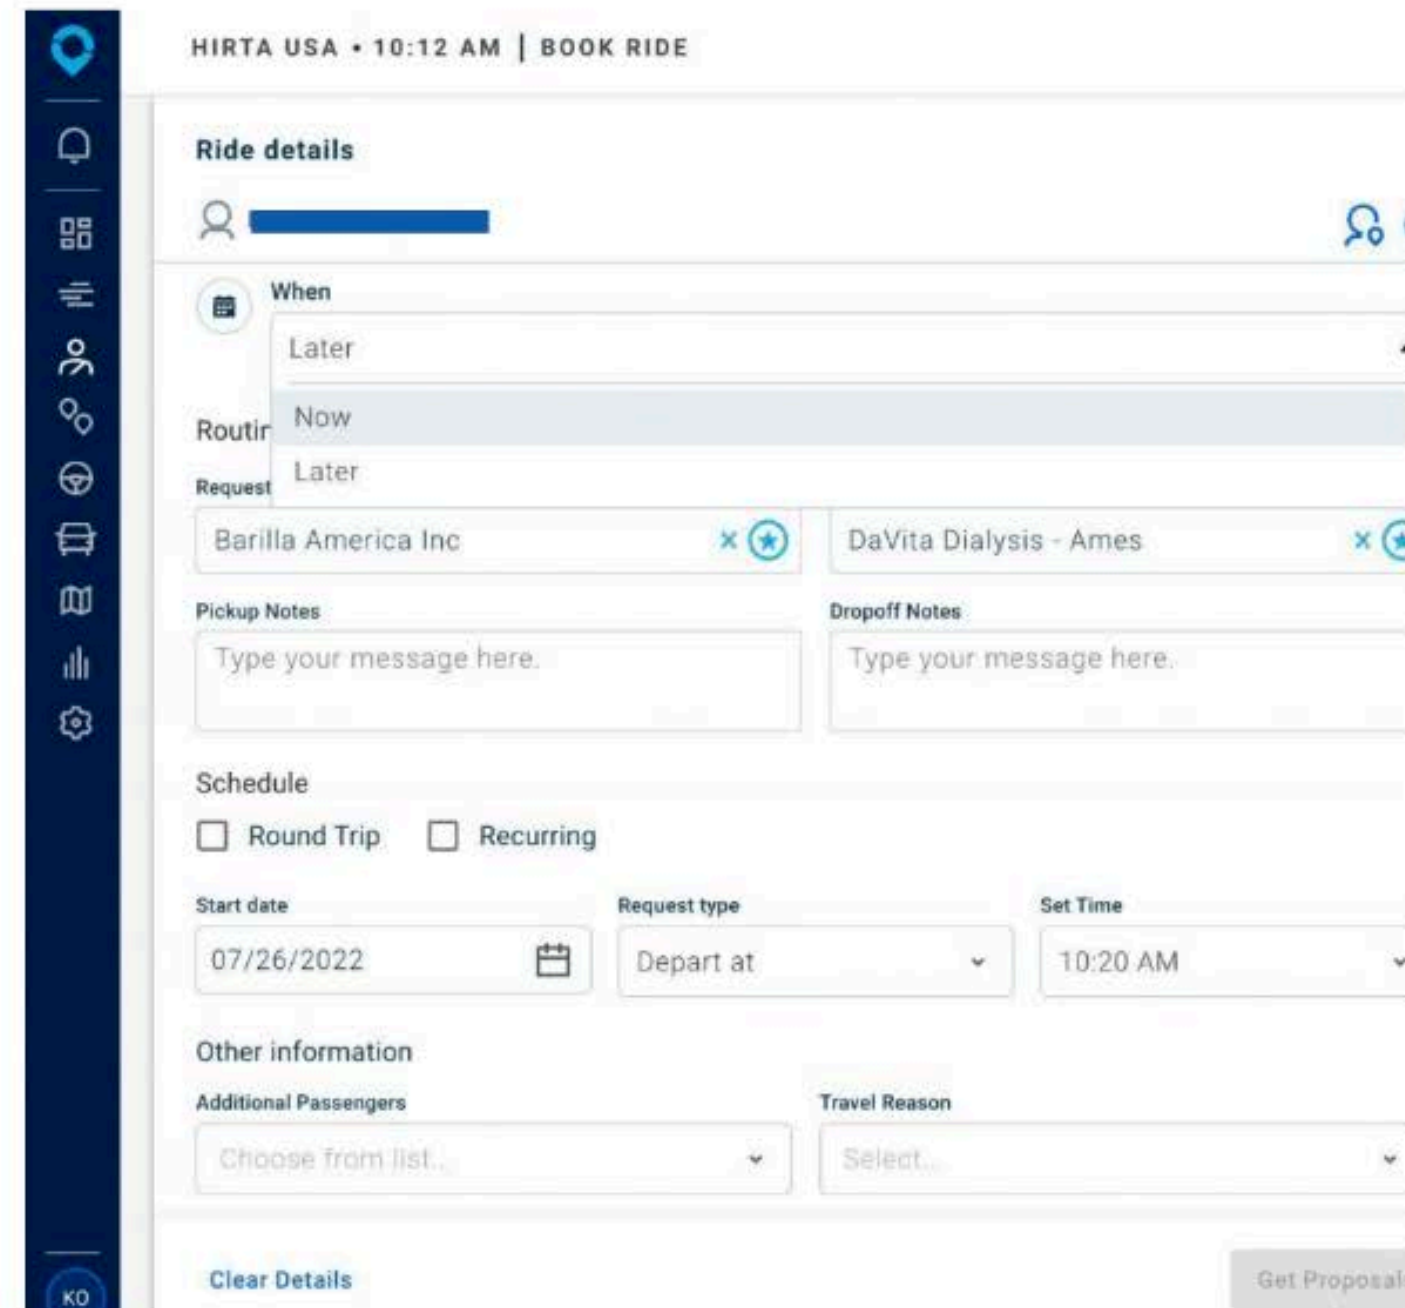 HIRTA USA • 10:12 AM | BOOK RIDE
Ride details
When
Later
Now
Later
Routin
Request
Barilla America Inc
DaVita Dialysis - Ames
Pickup Notes
Dropoff Notes
Type your message here.
Type your message here.
Schedule
Round Trip
Recurring
Start date
Request type
Set Time
07/26/2022
Depart at
10:20 AM
Other information
Additional Passengers
Travel Reason
Choose from list..
Select..
Clear Details
Get Proposal
KO